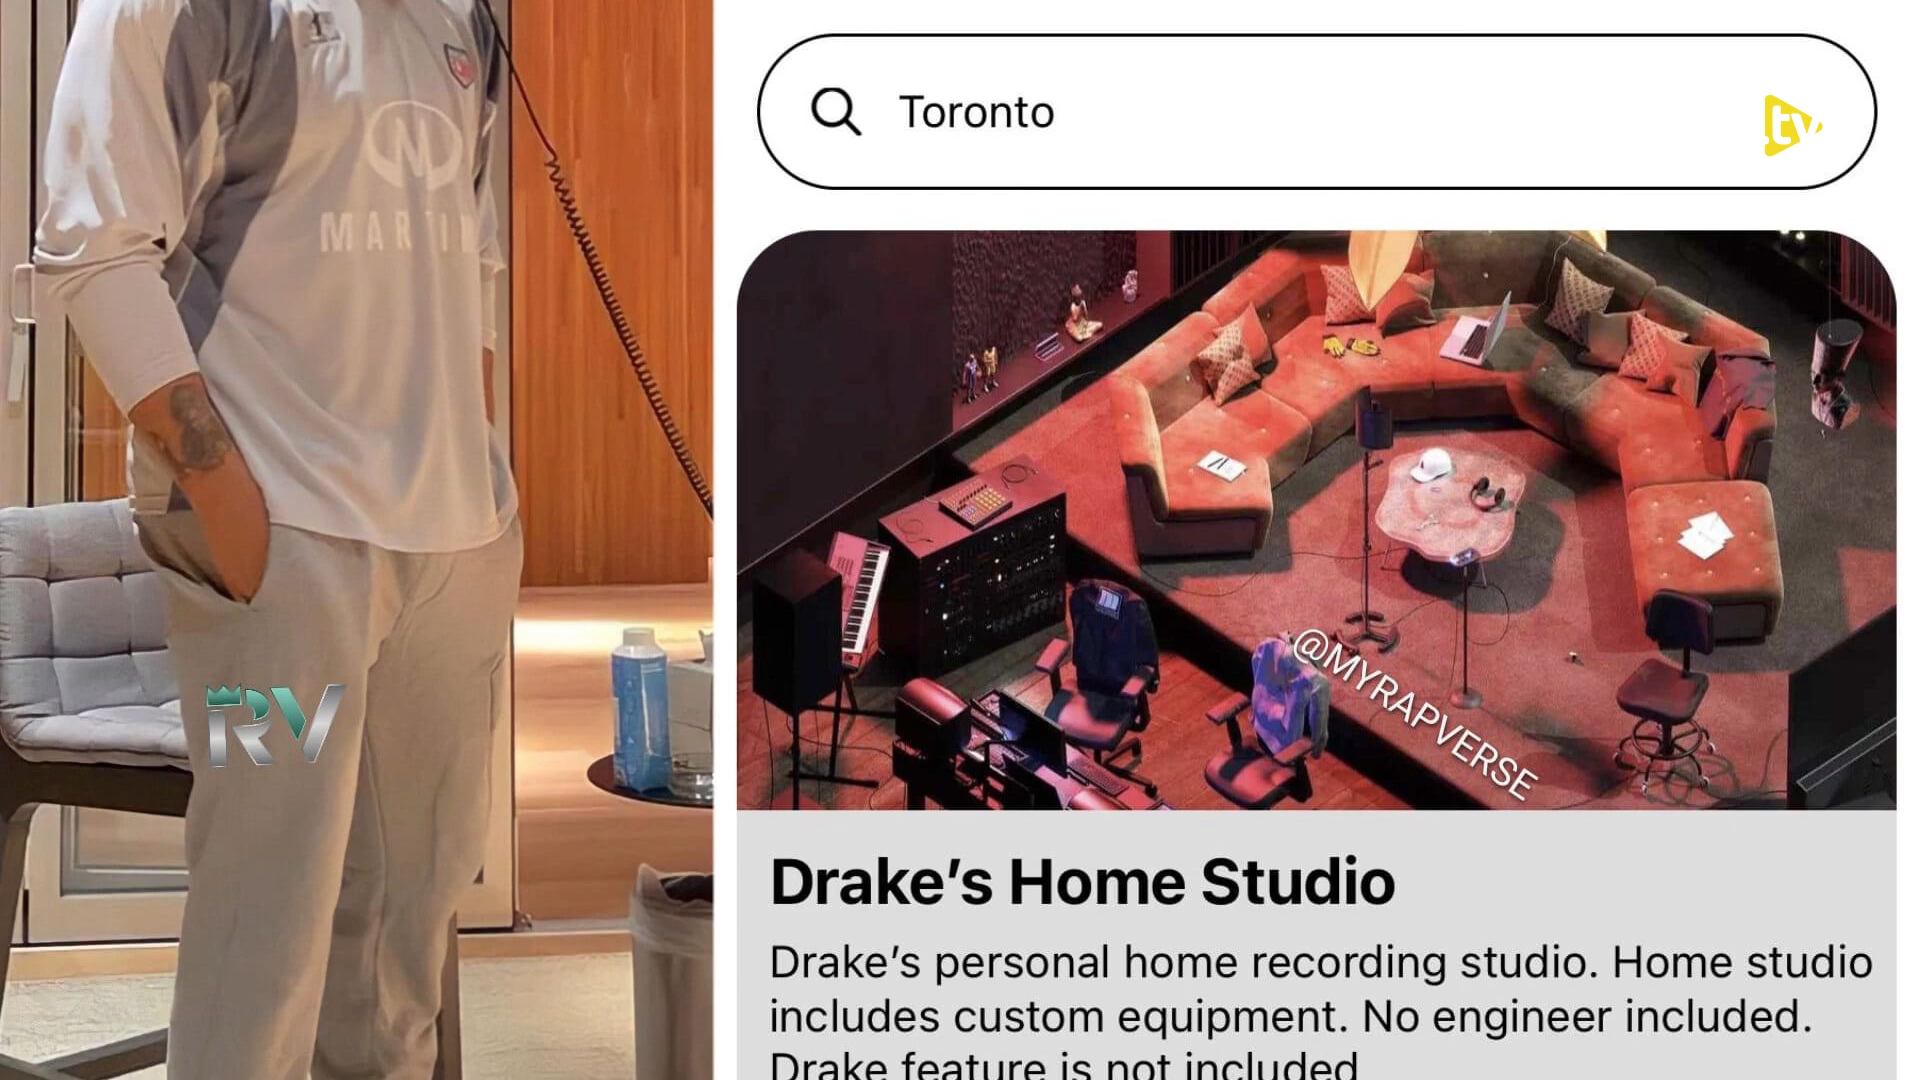 MARTIN
RV
Toronto
.tv
@MYRAPVERSE
Drake’s Home Studio
Drake’s personal home recording studio. Home studio
includes custom equipment. No engineer included.
Drake feature is not included